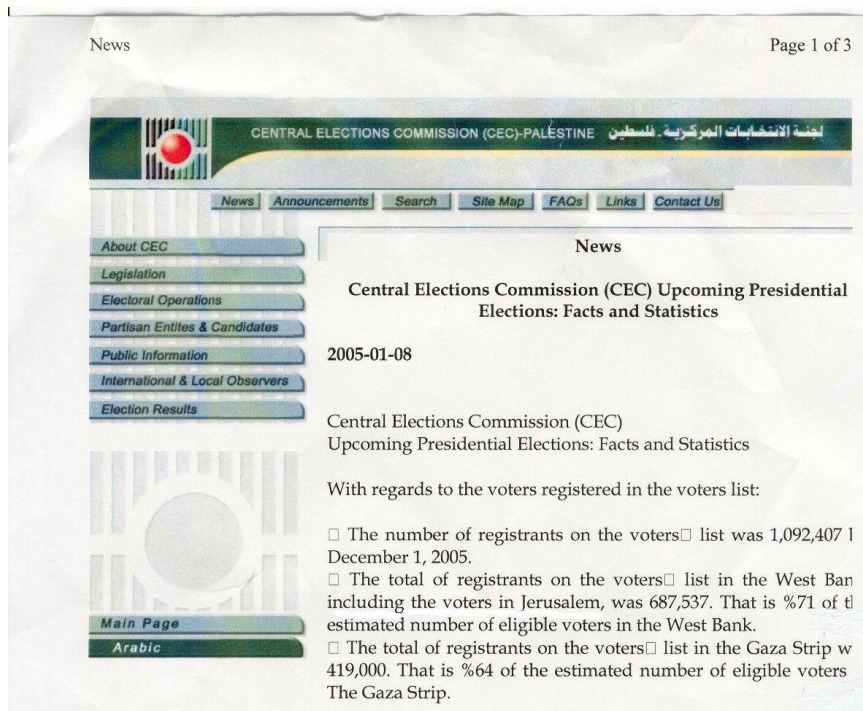 News
Page 1 of 3
CENTRAL ELECTIONS COMMISSION (CEC)-PALESTINE لجنة الانتخابات المركزية - فلسطين
News Announcements Search Site Map FAQs Links Contact Us
About CEC
Legislation
Electoral Operations
Partisan Entites & Candidates
Public Information
International & Local Observers
Election Results
Main Page
Arabic
News
Central Elections Commission (CEC) Upcoming Presidential
Elections: Facts and Statistics
2005-01-08
Central Elections Commission (CEC)
Upcoming Presidential Elections: Facts and Statistics
With regards to the voters registered in the voters list:
□ The number of registrants on the voters□ list was 1,092,407
December 1, 2005.
□ The total of registrants on the voters□ list in the West Ban
including the voters in Jerusalem, was 687,537. That is %71 of
estimated number of eligible voters in the West Bank.
□ The total of registrants on the voters□ list in the Gaza Strip w
419,000. That is %64 of the estimated number of eligible voters
The Gaza Strip.